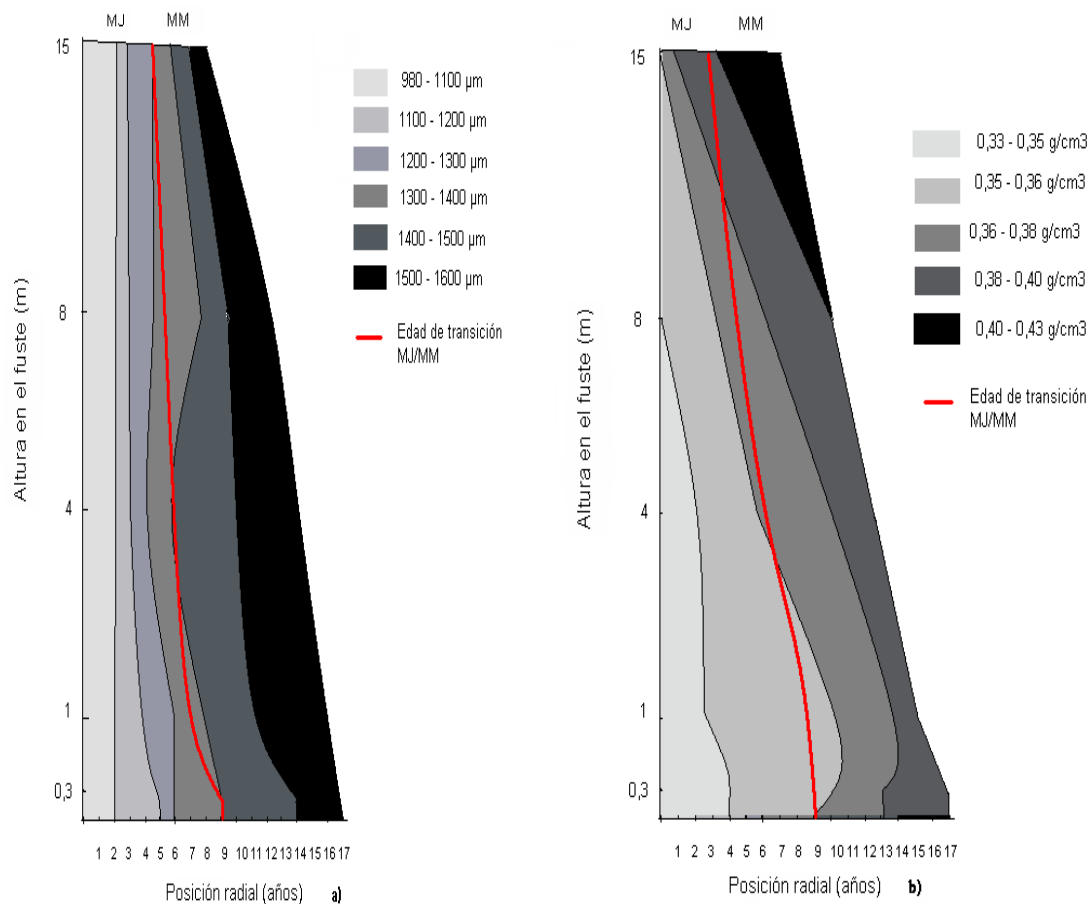 MJ MM
15
8
4
1
0,3
Altura en el fuste (m)
1 2 3 4 5 6 7 8 9 10 11 12 13 14 15 16 17
Posición radial (años) a)
980 - 1100 µm
1100 - 1200 µm
1200 - 1300 µm
1300 - 1400 µm
1400 - 1500 µm
1500 - 1600 µm
Edad de transición
MJ/MM
MJ MM
15
8
4
1
0,3
Altura en el fuste (m)
1 2 3 4 5 6 7 8 9 10 11 12 13 14 15 16 17
Posición radial (años) b)
0,33 - 0,35 g/cm3
0,35 - 0,36 g/cm3
0,36 - 0,38 g/cm3
0,38 - 0,40 g/cm3
0,40 - 0,43 g/cm3
Edad de transición
MJ/MM